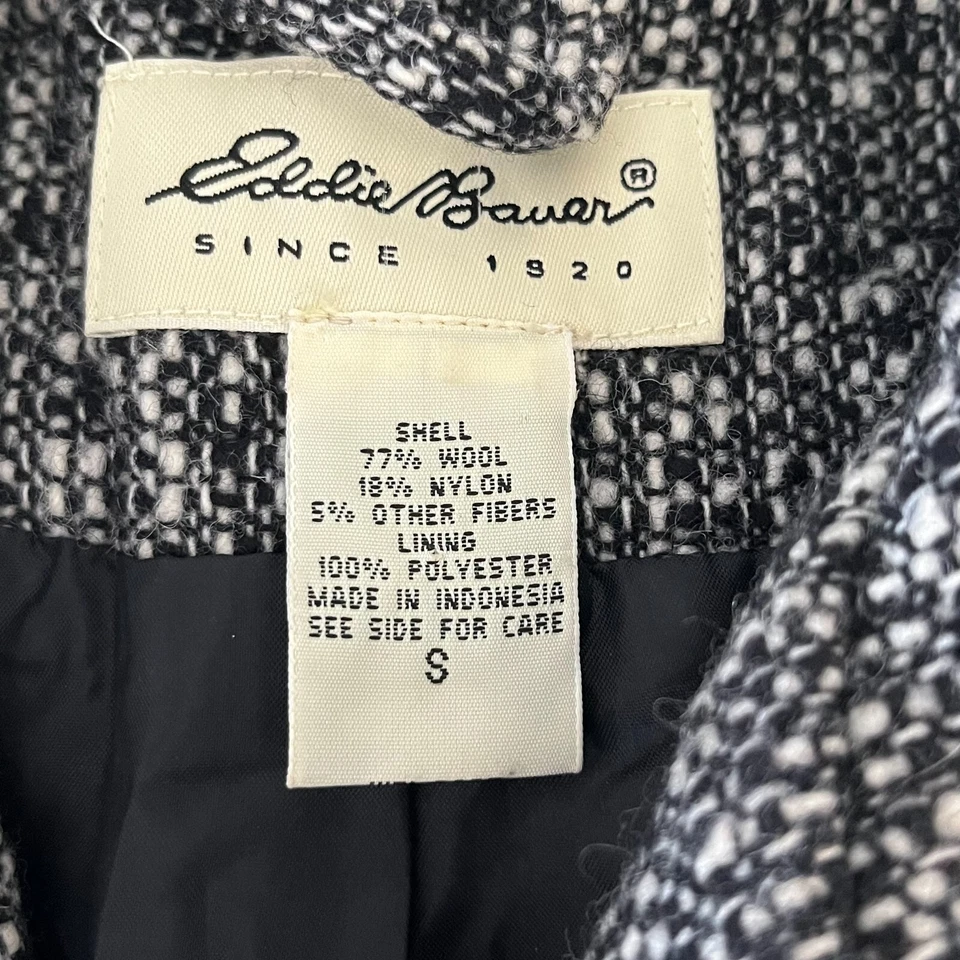 Eddie Bauer®
SINCE 1920
SHELL
77% WOOL
18% NYLON
5% OTHER FIBERS
LINING
100% POLYESTER
MADE IN INDONESIA
SEE SIDE FOR CARE
S